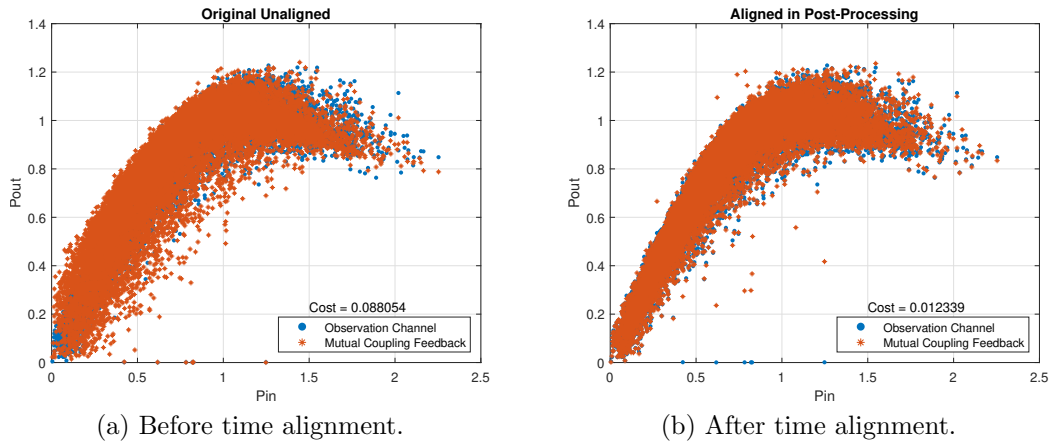 Original Unaligned
1.4
1.2
1
0.8
0.6
0.4
0.2
0
Pout
Cost = 0.088054
Observation Channel
Mutual Coupling Feedback
0 0.5 1 1.5 2 2.5
Pin
(a) Before time alignment.
Aligned in Post-Processing
1.4
1.2
1
0.8
0.6
0.4
0.2
0
Pout
Cost = 0.012339
Observation Channel
Mutual Coupling Feedback
0 0.5 1 1.5 2 2.5
Pin
(b) After time alignment.